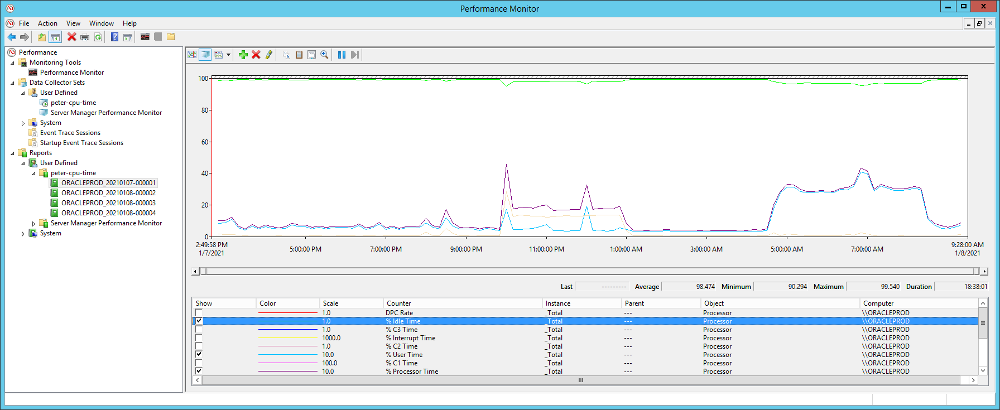 Performance Monitor
File Action View Window Help
Performance
Monitoring Tools
Performance Monitor
Data Collector Sets
User Defined
peter-cpu-time
Server Manager Performance Monitor
System
Event Trace Sessions
Startup Event Trace Sessions
Reports
User Defined
peter-cpu-time
ORACLEPROD_20210107-000001
ORACLEPROD_20210108-000002
ORACLEPROD_20210108-000003
ORACLEPROD_20210108-000004
Server Manager Performance Monitor
System
100
80
60
40
20
0
2:49:58 PM 5:00:00 PM 7:00:00 PM 9:00:00 PM 11:00:00 PM 1:00:00 AM 3:00:00 AM 5:00:00 AM 7:00:00 AM 9:28:00 AM
1/7/2021 1/8/2021
Last --------- Average 98.474 Minimum 90.294 Maximum 99.540 Duration 18:38:01
Show Color Scale Counter Instance Parent Object Computer
1.0 DPC Rate _Total --- Processor \\ORACLEPROD
1.0 % Idle Time _Total --- Processor \\ORACLEPROD
1.0 % C3 Time _Total --- Processor \\ORACLEPROD
1000.0 % Interrupt Time _Total --- Processor \\ORACLEPROD
1.0 % C2 Time _Total --- Processor \\ORACLEPROD
10.0 % User Time _Total --- Processor \\ORACLEPROD
100.0 % C1 Time _Total --- Processor \\ORACLEPROD
10.0 % Processor Time _Total --- Processor \\ORACLEPROD